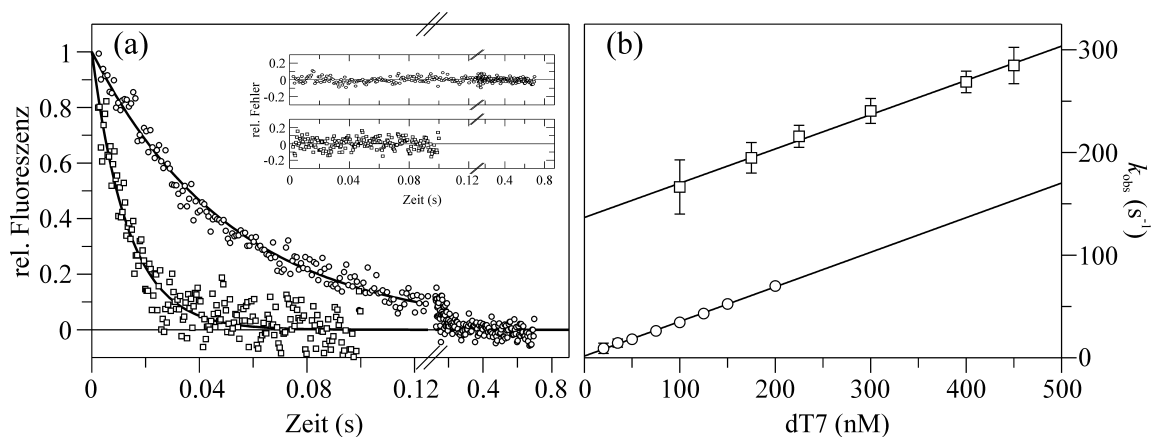 (a)
1
0.8
0.6
0.4
0.2
0
rel. Fluoreszenz
0 0.04 0.08 0.12 0.4 0.8
Zeit (s)
0.2
0
-0.2
0.2
0
-0.2
rel. Fehler
0 0.04 0.08 0.12 0.4 0.8
Zeit (s)
(b)
300
200
100
0
k_obs (s⁻¹)
0 100 200 300 400 500
dT7 (nM)